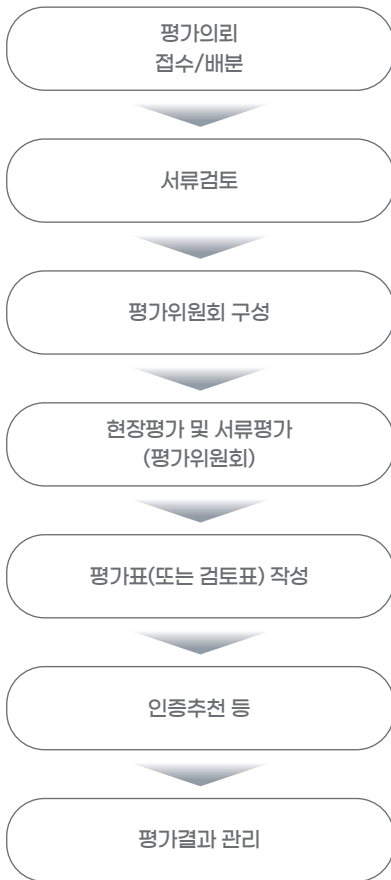 평가의뢰
접수/배분
서류검토
평가위원회 구성
현장평가 및 서류평가
(평가위원회)
평가표(또는 검토표) 작성
인증추천 등
평가결과 관리